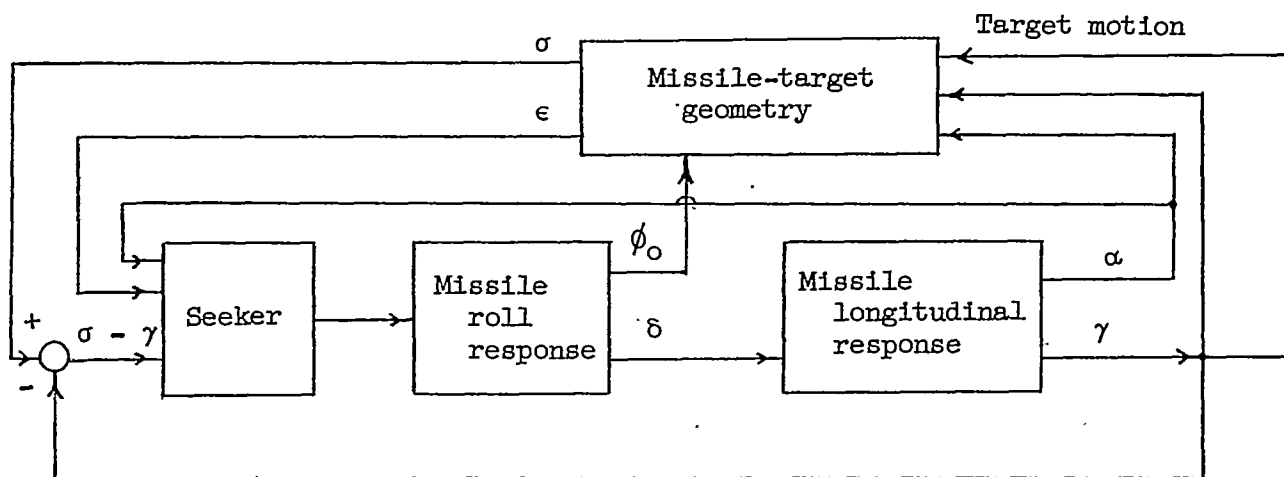 Target motion
σ
Missile-target
geometry
ϵ
ϕo
α
Missile
roll
response
Missile
longitudinal
response
Seeker
+
σ - γ
δ
γ
-